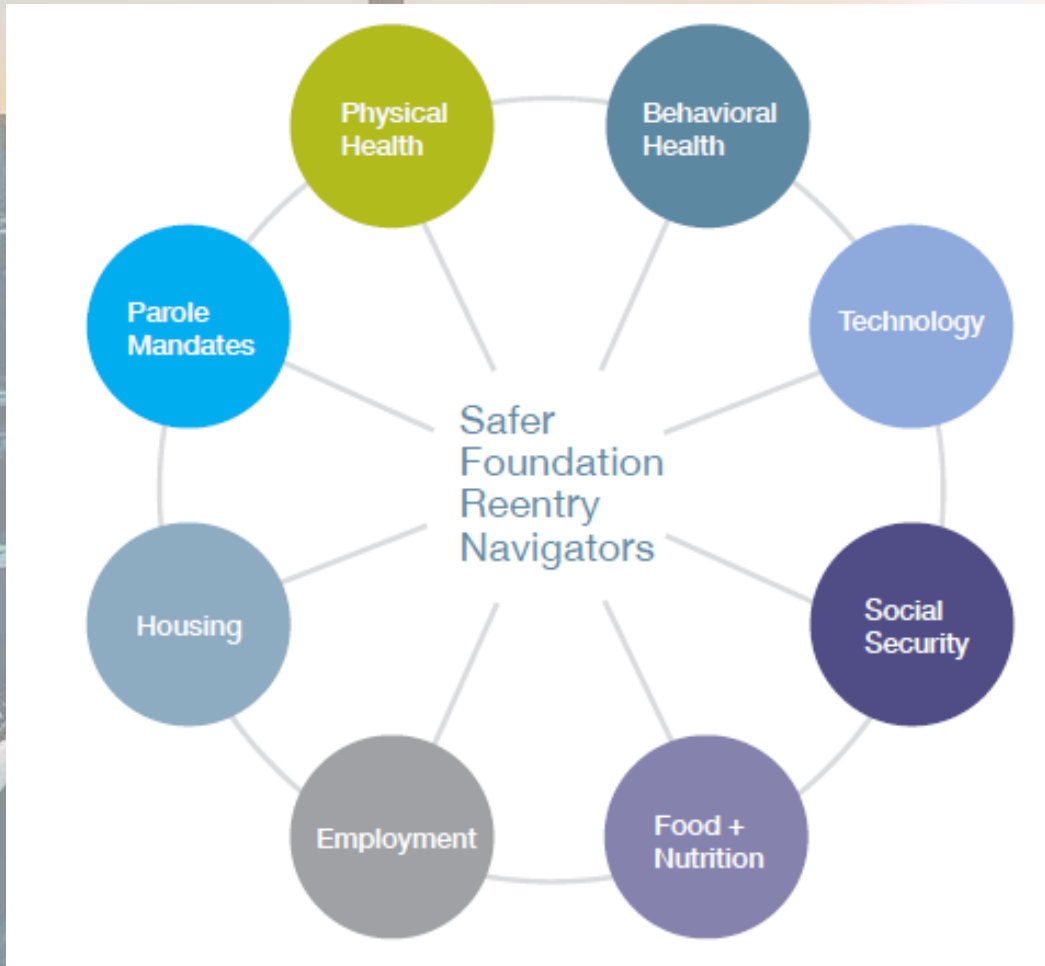 Physical
Health
Behavioral
Health
Technology
Social
Security
Food +
Nutrition
Employment
Housing
Parole
Mandates
Safer
Foundation
Reentry
Navigators